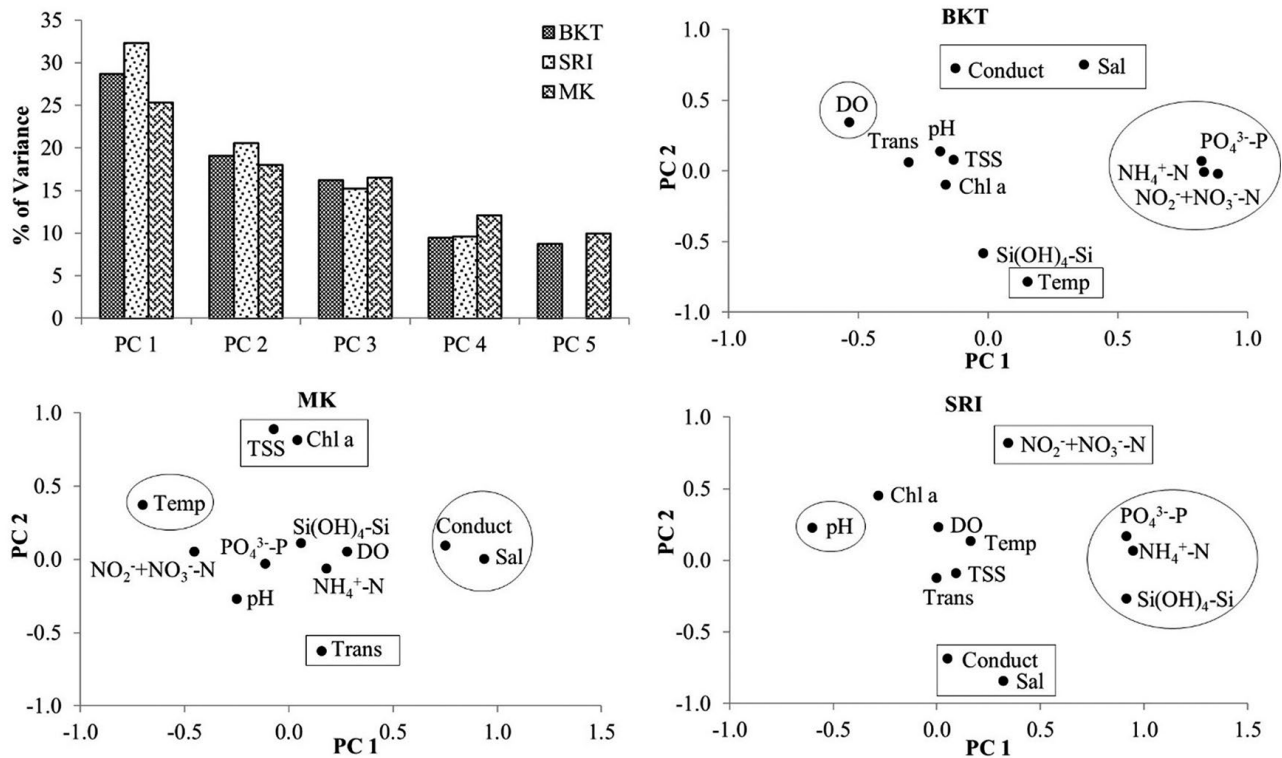 35
30
25
20
15
10
5
0
% of Variance
BKT
SRI
MK
PC 1
PC 2
PC 3
PC 4
PC 5
BKT
1.0
0.5
0.0
-0.5
-1.0
PC 2
Conduct
Sal
DO
Trans
pH
TSS
Chl a
PO₄³⁻-P
NH₄⁺-N
NO₂⁻+NO₃⁻-N
Si(OH)₄-Si
Temp
-1.0
-0.5
0.0
0.5
1.0
PC 1
MK
1.0
0.5
0.0
-0.5
-1.0
PC 2
TSS
Chl a
Temp
Si(OH)₄-Si
PO₄³⁻-P
DO
NO₂⁻+NO₃⁻-N
NH₄⁺-N
pH
Conduct
Sal
Trans
-1.0
-0.5
0.0
0.5
1.0
1.5
PC 1
SRI
1.0
0.5
0.0
-0.5
-1.0
PC 2
NO₂⁻+NO₃⁻-N
Chl a
pH
DO
Temp
TSS
Trans
PO₄³⁻-P
NH₄⁺-N
Si(OH)₄-Si
Conduct
Sal
-1.0
-0.5
0.0
0.5
1.0
1.5
PC 1